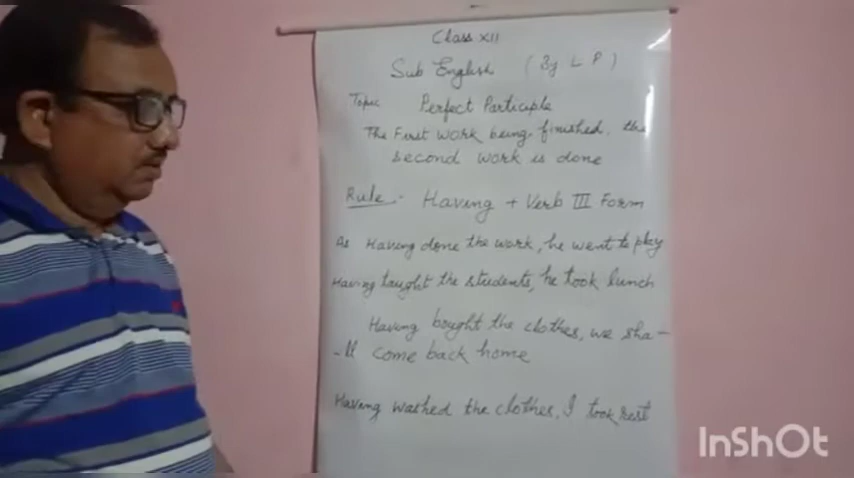 Class XII
Sub English (By L P)
Topic Perfect Participle
The First work being finished, the
second work is done
Rule - Having + Verb III Form
As Having done the work, he went to play
Having taught the students, he took lunch
Having bought the clothes, we sha-
-ll come back home
Having washed the clothes, I took rest
InShOt